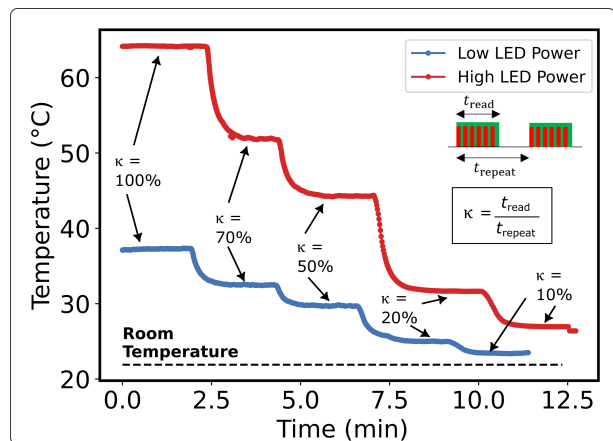 Low LED Power
High LED Power
t_read
t_repeat
κ = t_read / t_repeat
κ =
100%
κ =
70%
κ =
50%
κ =
20%
κ =
10%
Room
Temperature
60
50
40
30
20
Temperature (°C)
0.0 2.5 5.0 7.5 10.0 12.5
Time (min)